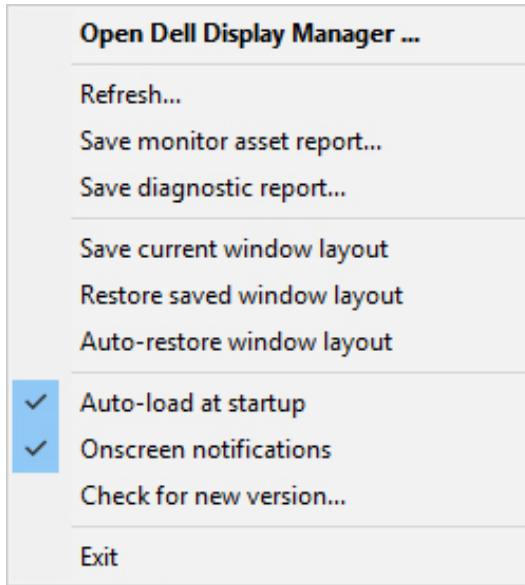 Open Dell Display Manager ...
Refresh...
Save monitor asset report...
Save diagnostic report...
Save current window layout
Restore saved window layout
Auto-restore window layout
Auto-load at startup
Onscreen notifications
Check for new version...
Exit